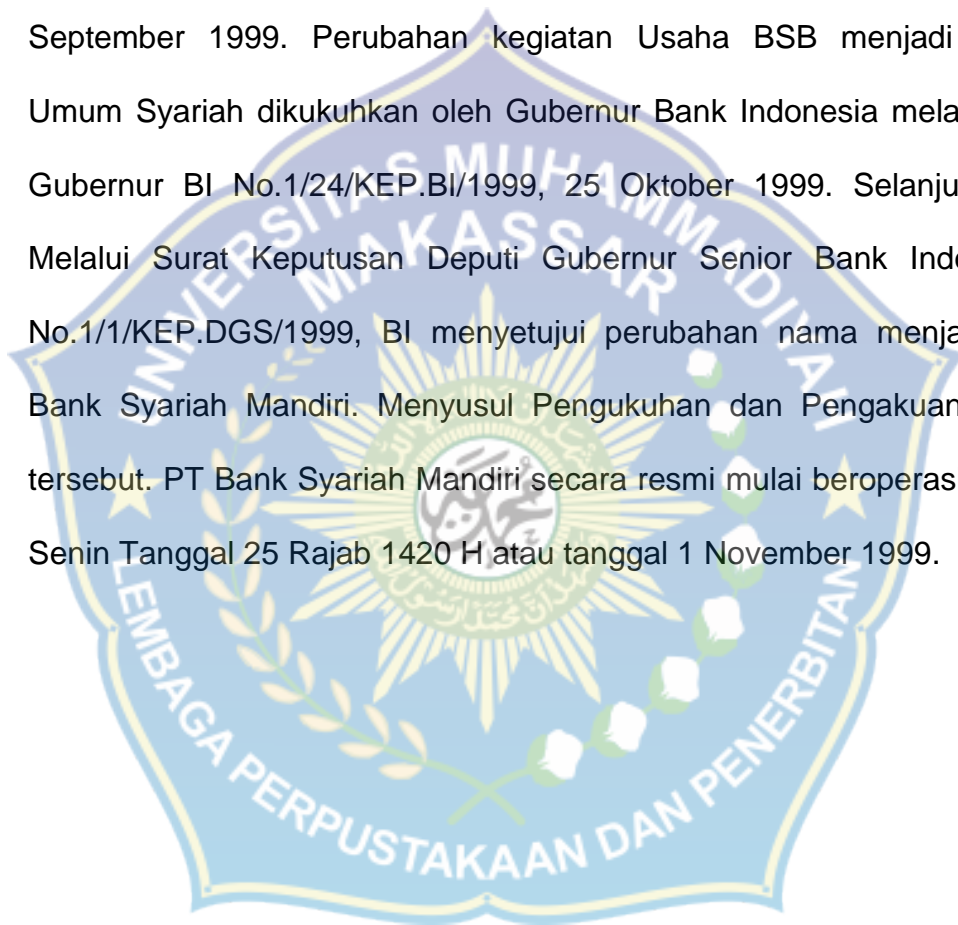 September 1999. Perubahan kegiatan Usaha BSB menjadi
Umum Syariah dikukuhkan oleh Gubernur Bank Indonesia mela
Gubernur BI No.1/24/KEP.BI/1999, 25 Oktober 1999. Selanju
Melalui Surat Keputusan Deputi Gubernur Senior Bank Indo
No.1/1/KEP.DGS/1999, BI menyetujui perubahan nama menja
Bank Syariah Mandiri. Menyusul Pengukuhan dan Pengakuan
tersebut. PT Bank Syariah Mandiri secara resmi mulai beroperas
Senin Tanggal 25 Rajab 1420 H atau tanggal 1 November 1999.
UNIVERSITAS MUHAMMADIYAH
MAKASSAR
LEMBAGA PERPUSTAKAAN DAN PENERBITAN